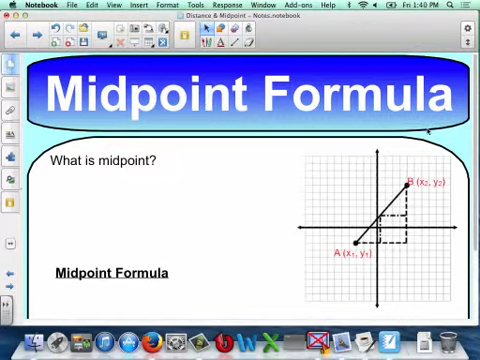 Notebook File Edit View Insert Format Tools Window Add-ons Help Fri 1:40 PM
Distance & Midpoint – Notes.notebook
Midpoint Formula
What is midpoint?
B (x₂, y₂)
A (x₁, y₁)
Midpoint Formula